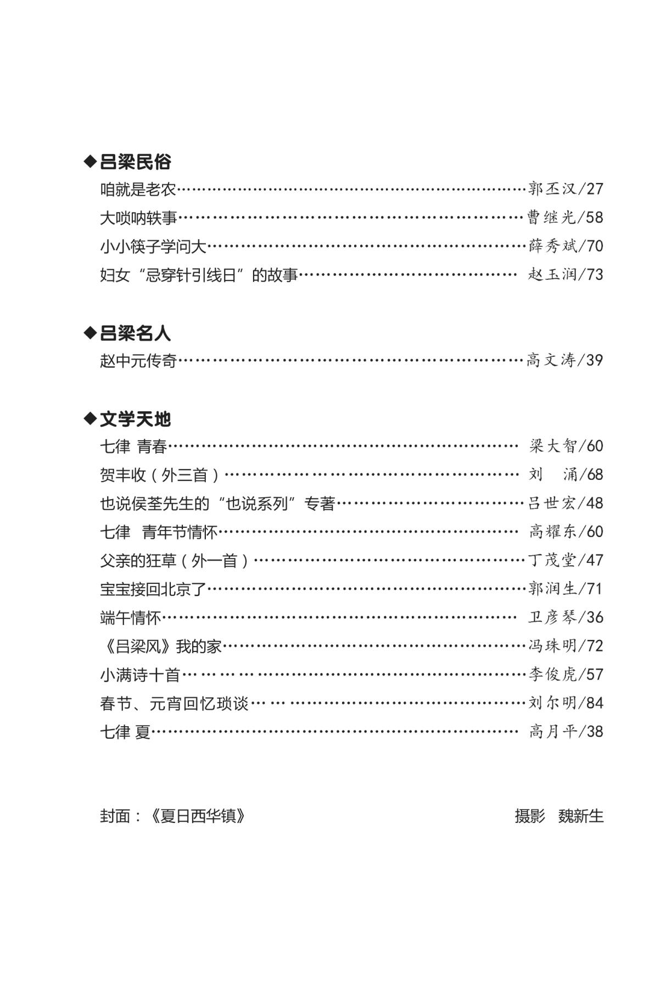 ◆吕梁民俗
咱就是老农……………………………………………………………郭丕汉/27
大唢呐轶事……………………………………………………………曹继光/58
小小筷子学问大………………………………………………………薛秀斌/70
妇女“忌穿针引线日”的故事…………………………………… 赵玉润/73
◆吕梁名人
赵中元传奇……………………………………………………………高文涛/39
◆文学天地
七律 青春…………………………………………………………… 梁大智/60
贺丰收（外三首）………………………………………………… 刘 涌/68
也说侯荃先生的“也说系列”专著………………………………吕世宏/48
七律 青年节情怀…………………………………………………… 高耀东/60
父亲的狂草（外一首）………………………………………………丁茂堂/47
宝宝接回北京了………………………………………………………郭润生/71
端午情怀……………………………………………………………… 卫彦琴/36
《吕梁风》我的家……………………………………………………冯珠明/72
小满诗十首… … … … ………………………………………………李俊虎/57
春节、元宵回忆琐谈… … …………………………………………刘尔明/84
七律 夏……………………………………………………………… 高月平/38
封面：《夏日西华镇》 摄影 魏新生